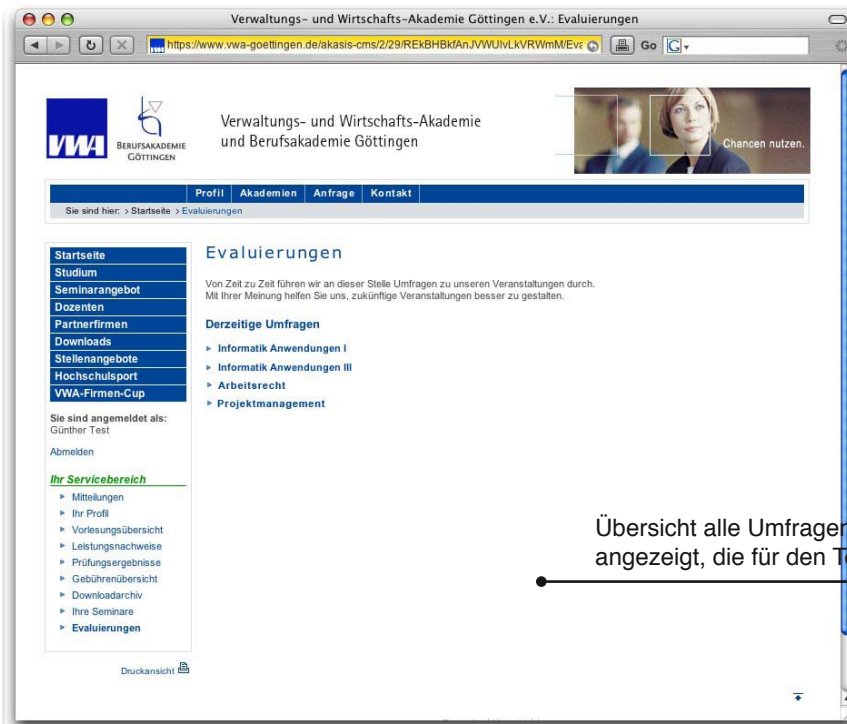 Verwaltungs- und Wirtschafts-Akademie Göttingen e.V.: Evaluierungen
https://www.vwa-goettingen.de/akasis-cms/2/29/REkBHBkfAnJVWUlvLkVRWmM/Eva
Go
G
VWA
BERUFSAKADEMIE
GÖTTINGEN
Verwaltungs- und Wirtschafts-Akademie
und Berufsakademie Göttingen
Chancen nutzen.
Profil Akademien Anfrage Kontakt
Sie sind hier: > Startseite > Evaluierungen
Startseite
Studium
Seminarangebot
Dozenten
Partnerfirmen
Downloads
Stellenangebote
Hochschulsport
VWA-Firmen-Cup
Sie sind angemeldet als:
Günther Test
Abmelden
Ihr Servicebereich
Mitteilungen
Ihr Profil
Vorlesungsübersicht
Leistungsnachweise
Prüfungsergebnisse
Gebührenübersicht
Downloadarchiv
Ihre Seminare
Evaluierungen
Druckansicht
Evaluierungen
Von Zeit zu Zeit führen wir an dieser Stelle Umfragen zu unseren Veranstaltungen durch.
Mit Ihrer Meinung helfen Sie uns, zukünftige Veranstaltungen besser zu gestalten.
Derzeitige Umfragen
Informatik Anwendungen I
Informatik Anwendungen III
Arbeitsrecht
Projektmanagement
Übersicht alle Umfragen
angezeigt, die für den